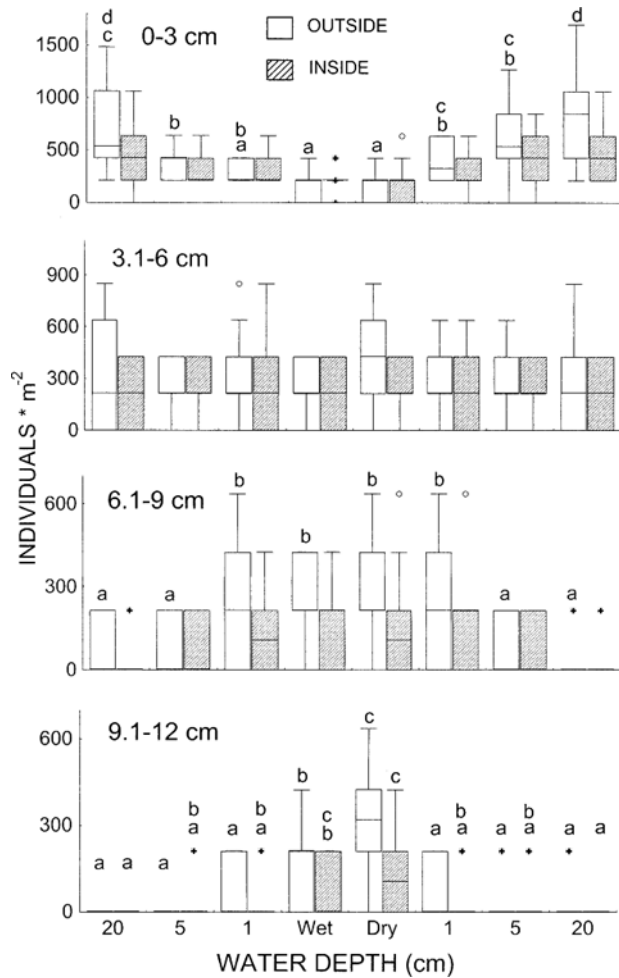 d
c
0-3 cm
OUTSIDE
INSIDE
d
c
b
c
b
b
b
a
a
a
c
b
1500
1000
500
0
3.1-6 cm
900
600
300
0
INDIVIDUALS * m-2
6.1-9 cm
b
b
b
b
a
a
a
a
600
300
0
9.1-12 cm
c
b
c
b
a
b
a
c
b
b
a
b
a
a
a
a
a
a
a
a
a
600
300
0
20 5 1 Wet Dry 1 5 20
WATER DEPTH (cm)